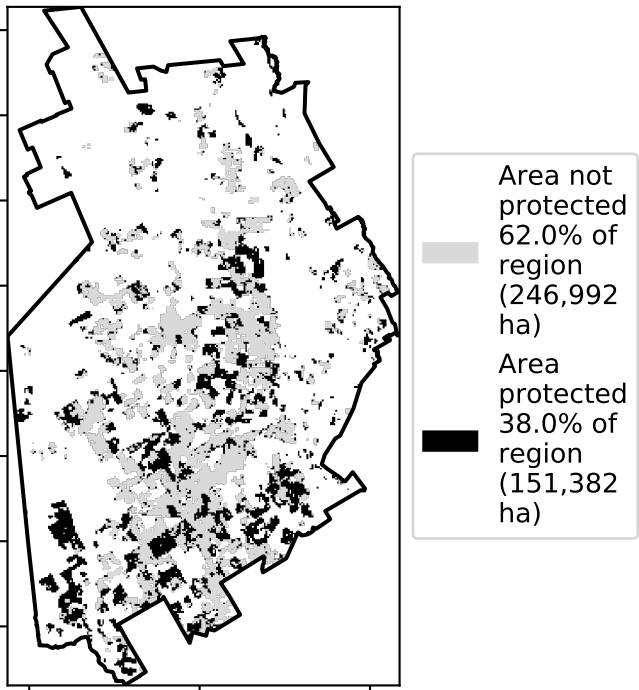 Area not
protected
62.0% of
region
(246,992
ha)
Area
protected
38.0% of
region
(151,382
ha)